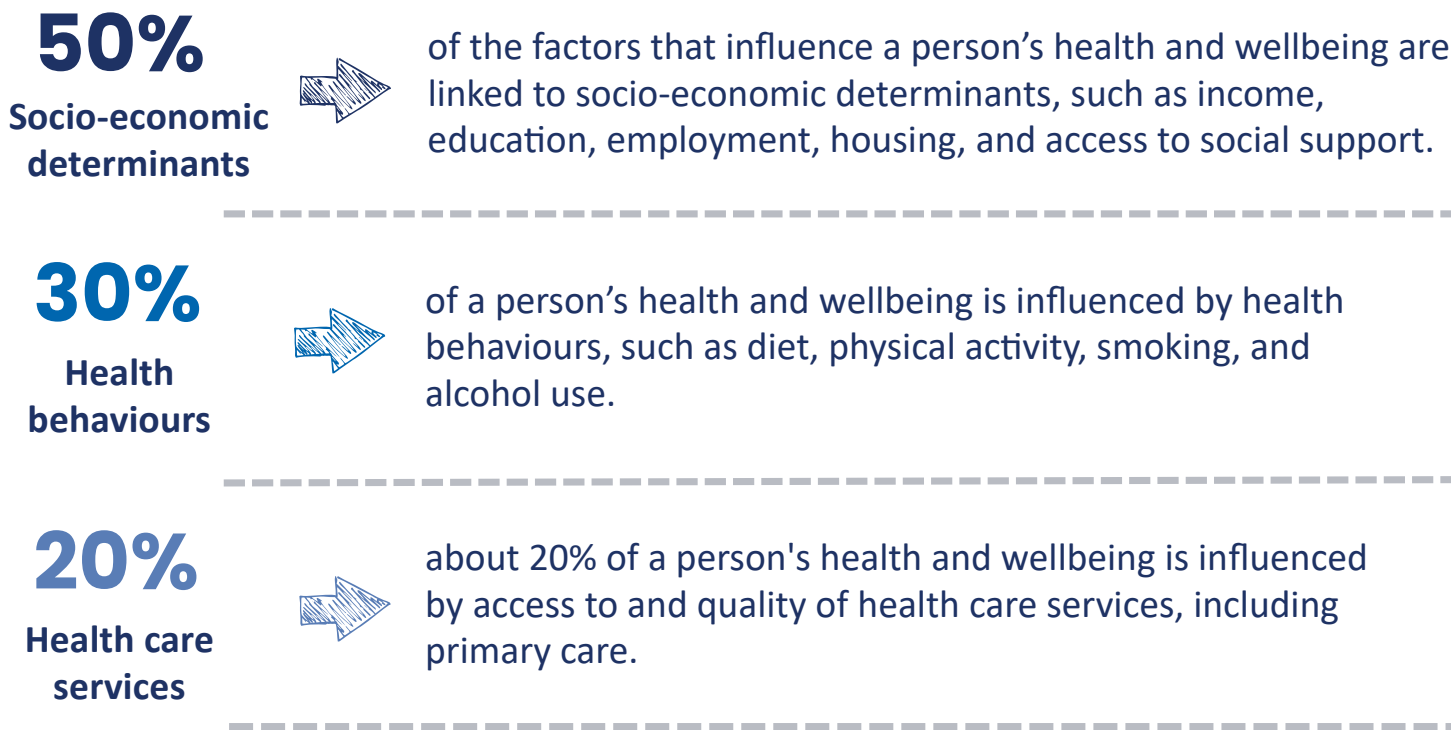 50%
Socio-economic
determinants
of the factors that influence a person’s health and wellbeing are
linked to socio-economic determinants, such as income,
education, employment, housing, and access to social support.
30%
Health
behaviours
of a person’s health and wellbeing is influenced by health
behaviours, such as diet, physical activity, smoking, and
alcohol use.
20%
Health care
services
about 20% of a person's health and wellbeing is influenced
by access to and quality of health care services, including
primary care.